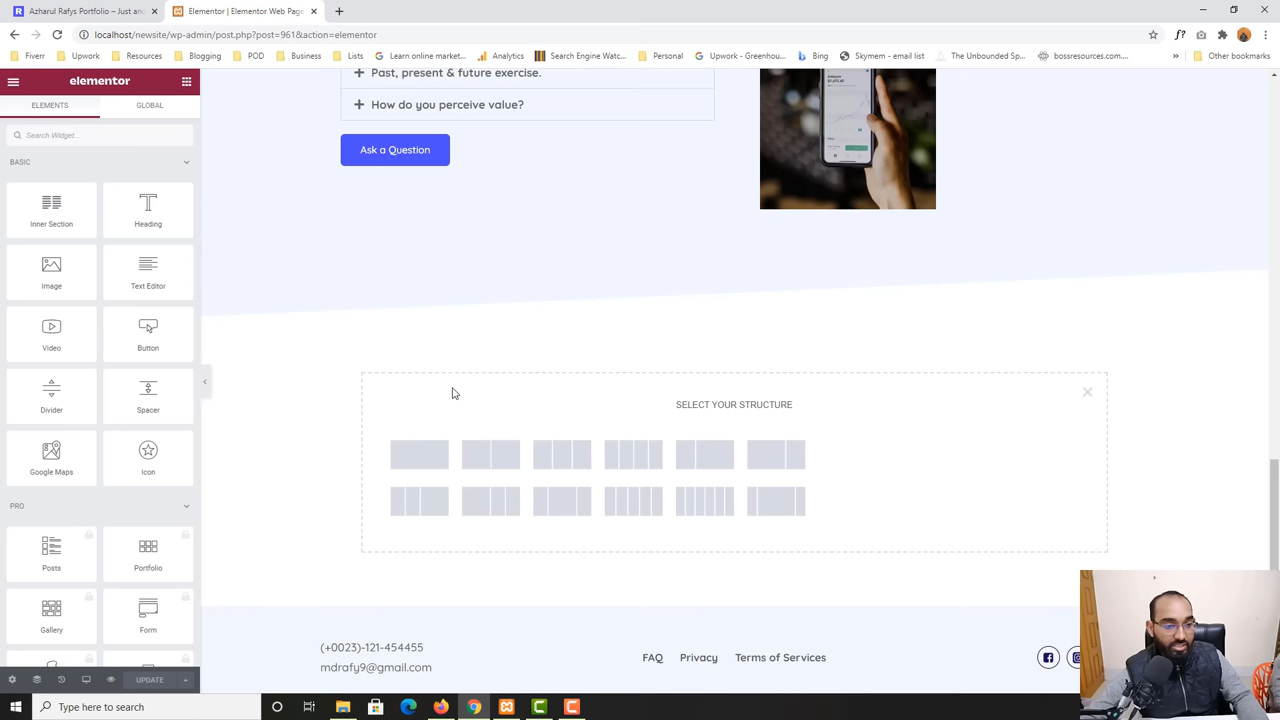 Azharul Rafys Portfolio – Just and
Elementor | Elementor Web Page
localhost/newsite/wp-admin/post.php?post=961&action=elementor
Fiverr
Upwork
Resources
Blogging
POD
Business
Lists
Learn online market...
Analytics
Search Engine Watc...
Personal
Upwork - Greenhou...
Bing
Skymem - email list
The Unbounded Sp...
bossresources.com....
»
Other bookmarks
elementor
ELEMENTS
GLOBAL
Search Widget...
BASIC
Inner Section
Heading
Image
Text Editor
Video
Button
Divider
Spacer
Google Maps
Icon
PRO
Posts
Portfolio
Gallery
Form
UPDATE
Past, present & future exercise.
How do you perceive value?
Ask a Question
SELECT YOUR STRUCTURE
(+0023)-121-454455
mdrafy9@gmail.com
FAQ
Privacy
Terms of Services
Type here to search